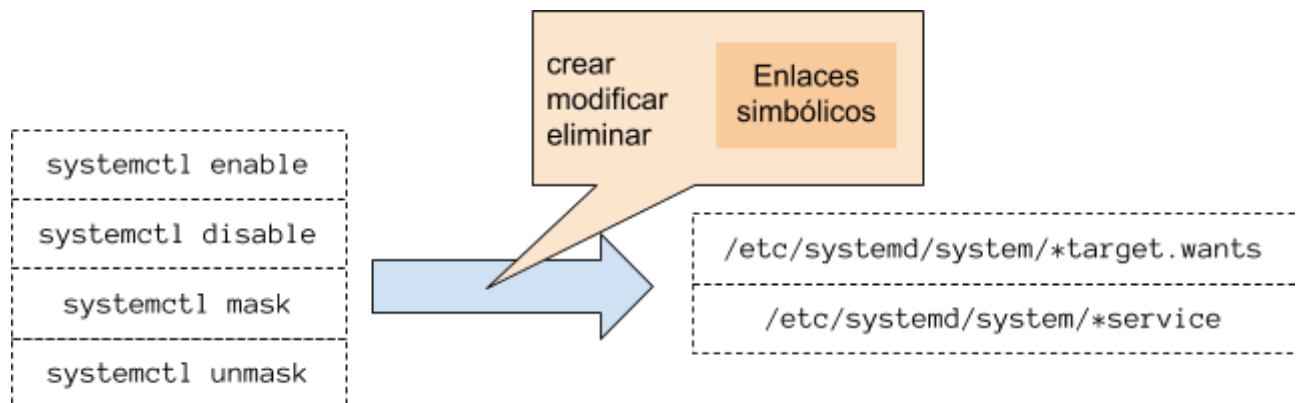 crear
modificar
eliminar
Enlaces
simbólicos
systemctl enable
systemctl disable
systemctl mask
systemctl unmask
/etc/systemd/system/*target.wants
/etc/systemd/system/*service